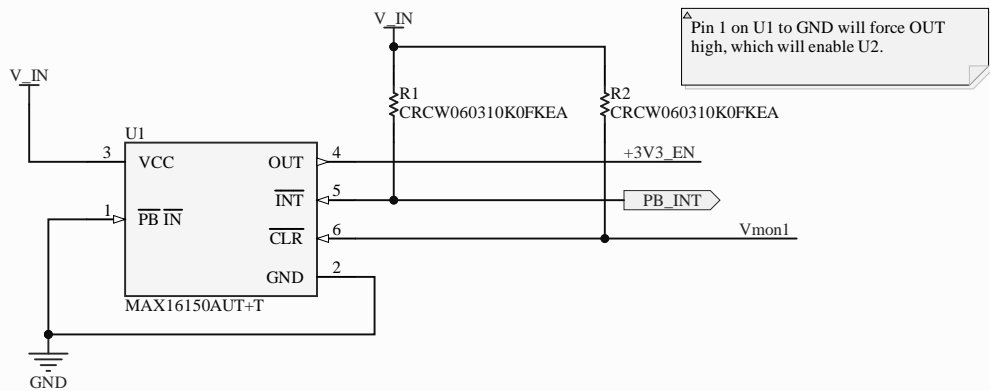 V_IN
Pin 1 on U1 to GND will force OUT
high, which will enable U2.
V_IN
R1
CRCW060310K0FKEA
R2
CRCW060310K0FKEA
U1
3
VCC
OUT
4
+3V3_EN
1
PB IN
INT
5
PB_INT
CLR
6
Vmon1
GND
2
MAX16150AUT+T
GND